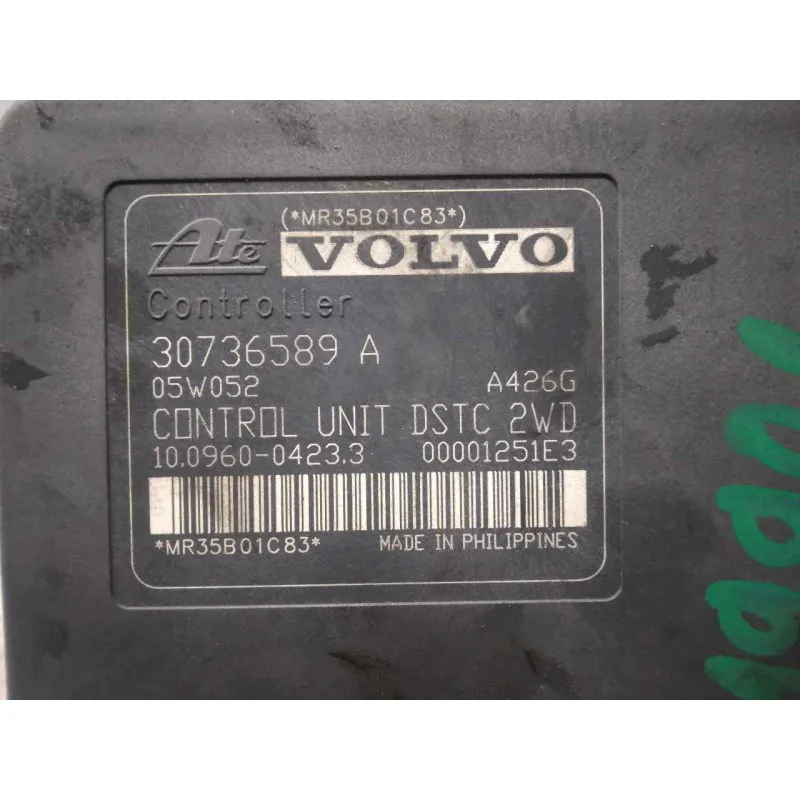 (*MR35B01C83*)
Ate VOLVO
Controller
30736589 A
05W052 A426G
CONTROL UNIT DSTC 2WD
10.0960-0423.3 00001251E3
*MR35B01C83* MADE IN PHILIPPINES